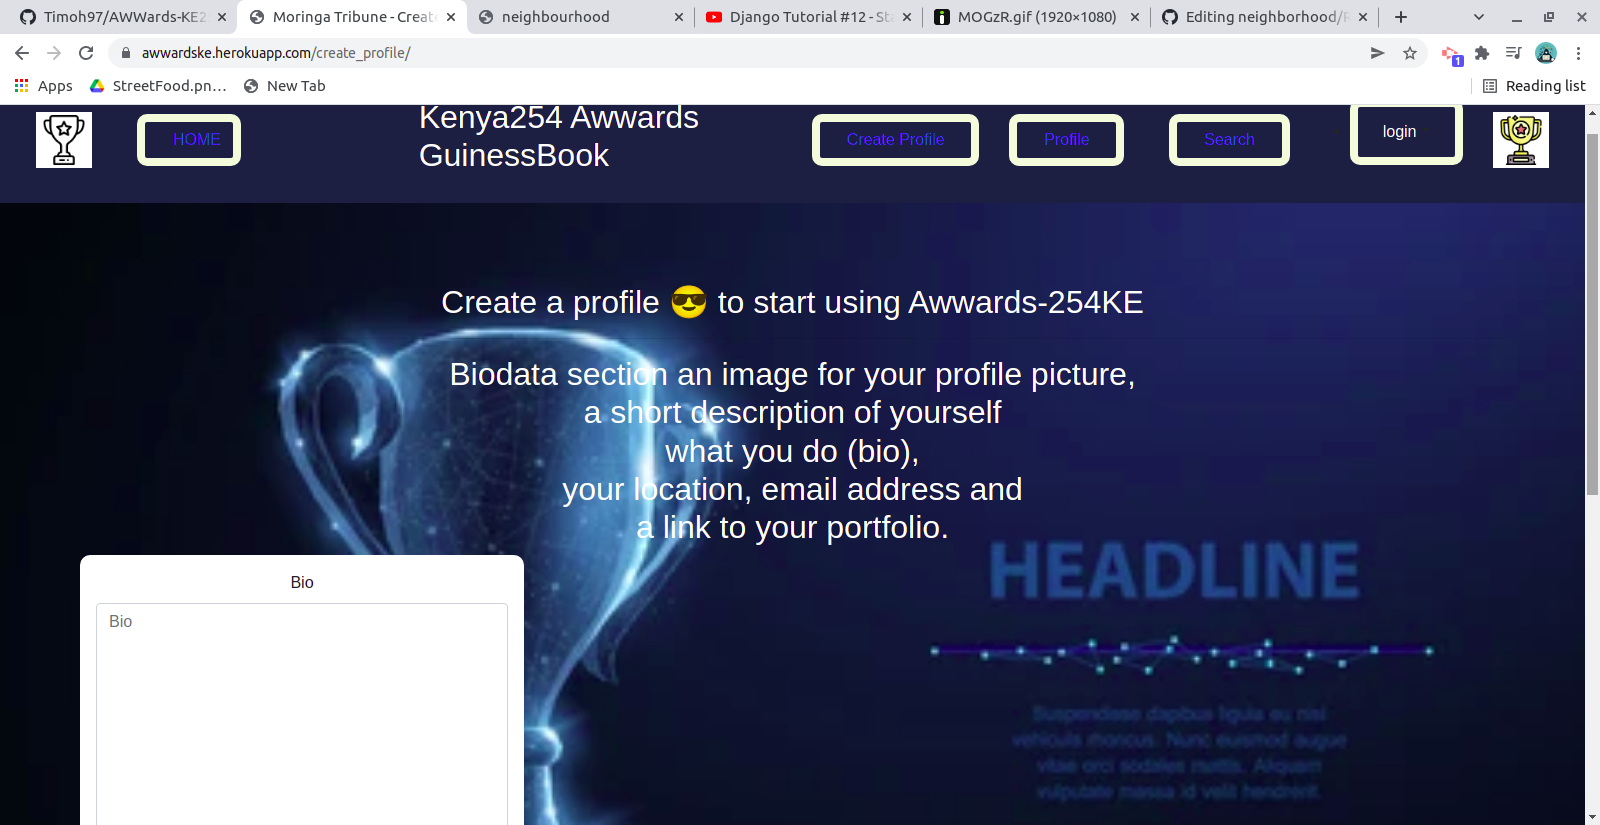 Timoh97/AWWards-KE2
Moringa Tribune - Create
neighbourhood
Django Tutorial #12 - Sta
MOGzR.gif (1920×1080)
Editing neighborhood/R
awwardske.herokuapp.com/create_profile/
1
Apps
StreetFood.pn...
New Tab
Reading list
HOME
Kenya254 Awwards
GuinessBook
Create Profile
Profile
Search
login
Create a profile 😎 to start using Awwards-254KE
Biodata section an image for your profile picture,
a short description of yourself
what you do (bio),
your location, email address and
a link to your portfolio.
HEADLINE
Suspendisse dapibus ligula eu nisl
vehicula rhoncus. Nunc euismod augue
vitae orci sodales mattis. Aliquam
vulputate massa id velit hendrerit.
Bio
Bio